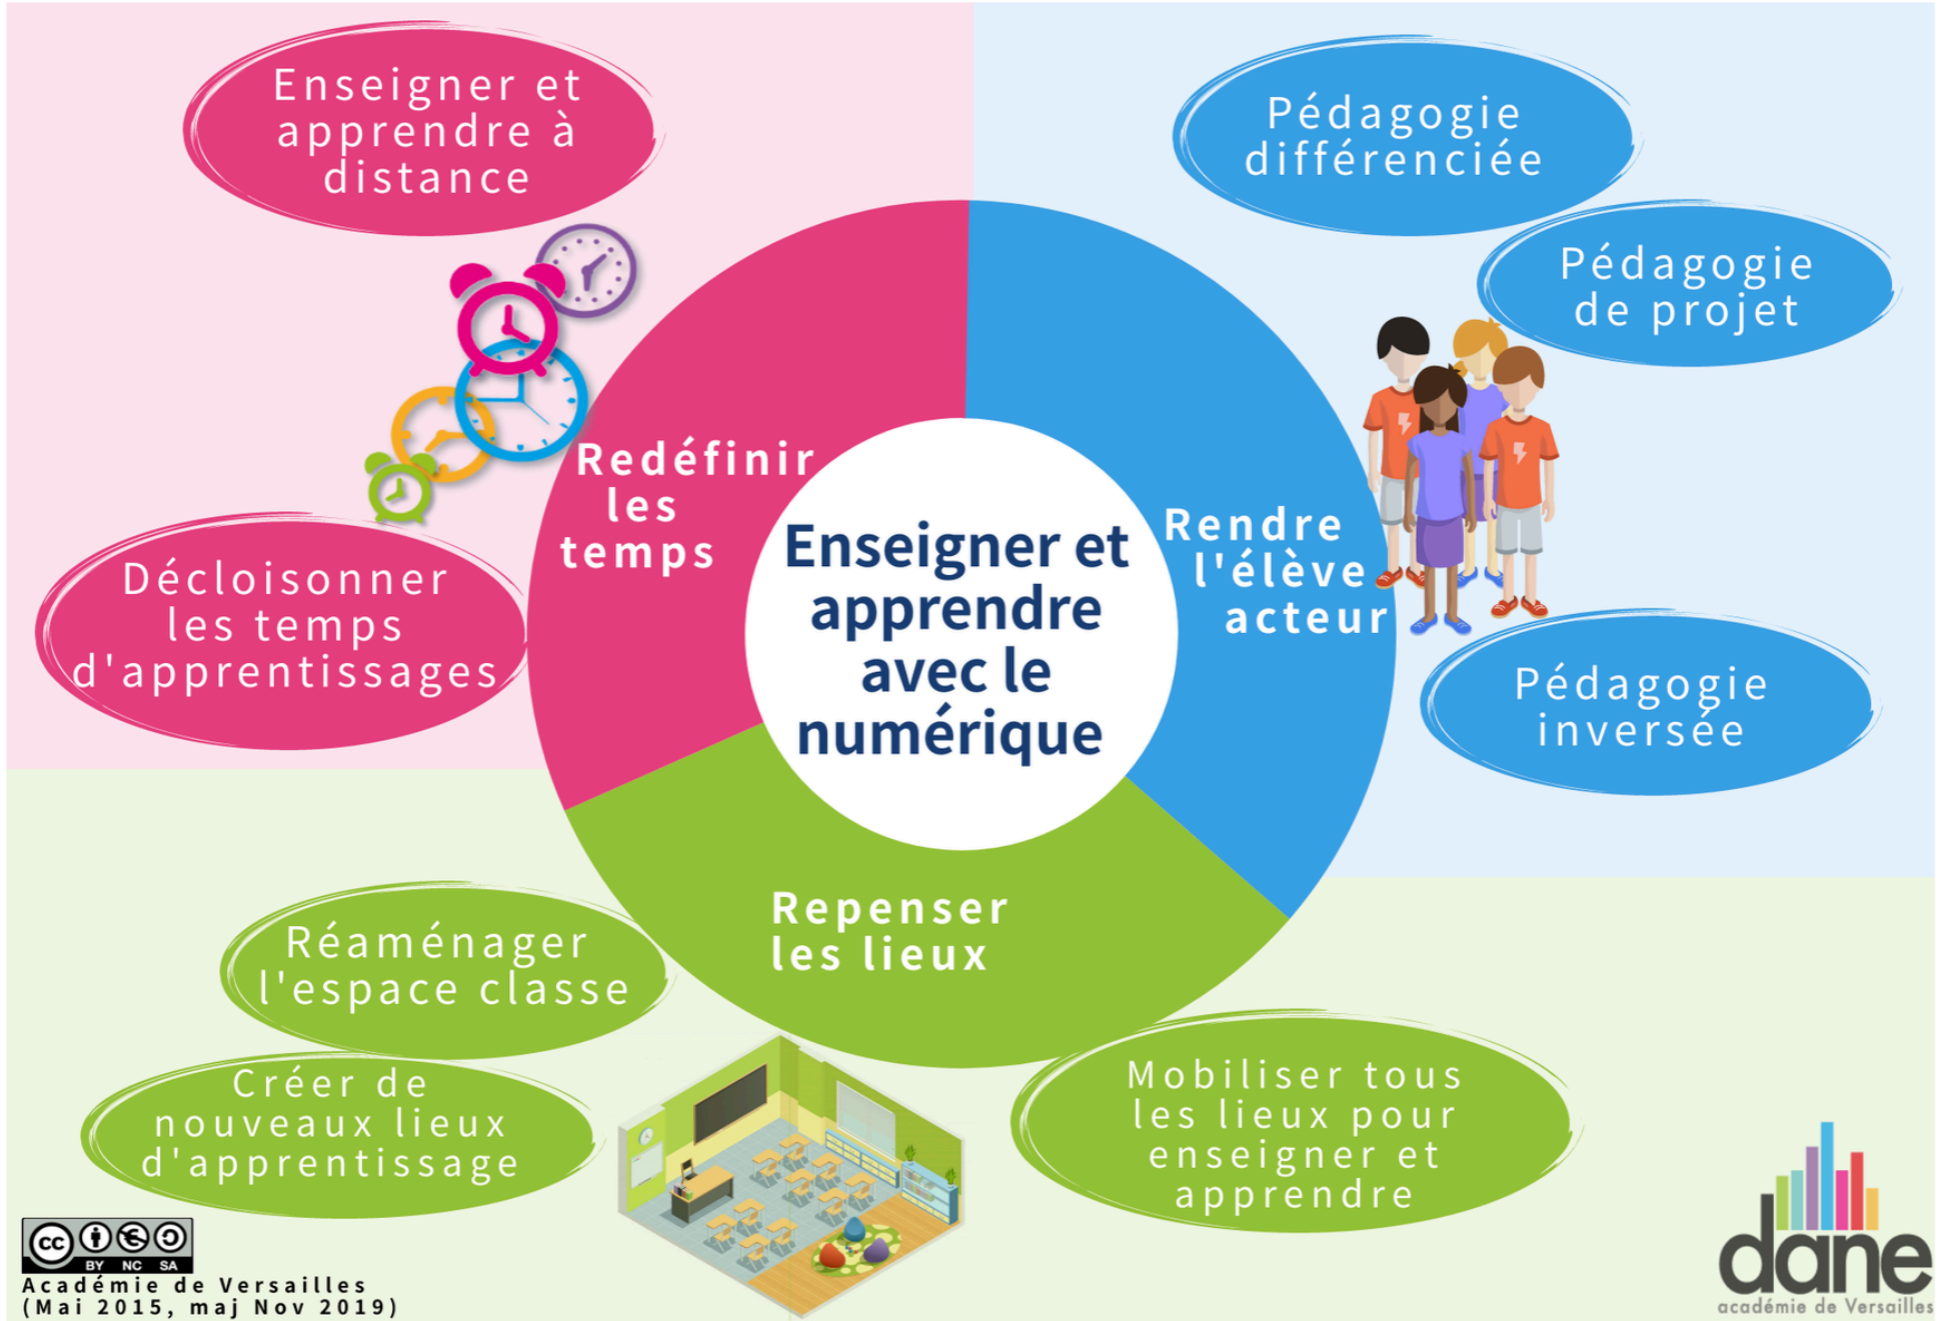 Enseigner et
apprendre à
distance
Décloisonner
les temps
d'apprentissages
Redéfinir
les
temps
Enseigner et
apprendre
avec le
numérique
Rendre
l'élève
acteur
Pédagogie
différenciée
Pédagogie
de projet
Pédagogie
inversée
Repenser
les lieux
Réaménager
l'espace classe
Créer de
nouveaux lieux
d'apprentissage
Mobiliser tous
les lieux pour
enseigner et
apprendre
cc
BY NC SA
Académie de Versailles
(Mai 2015, maj Nov 2019)
dane
académie de Versailles